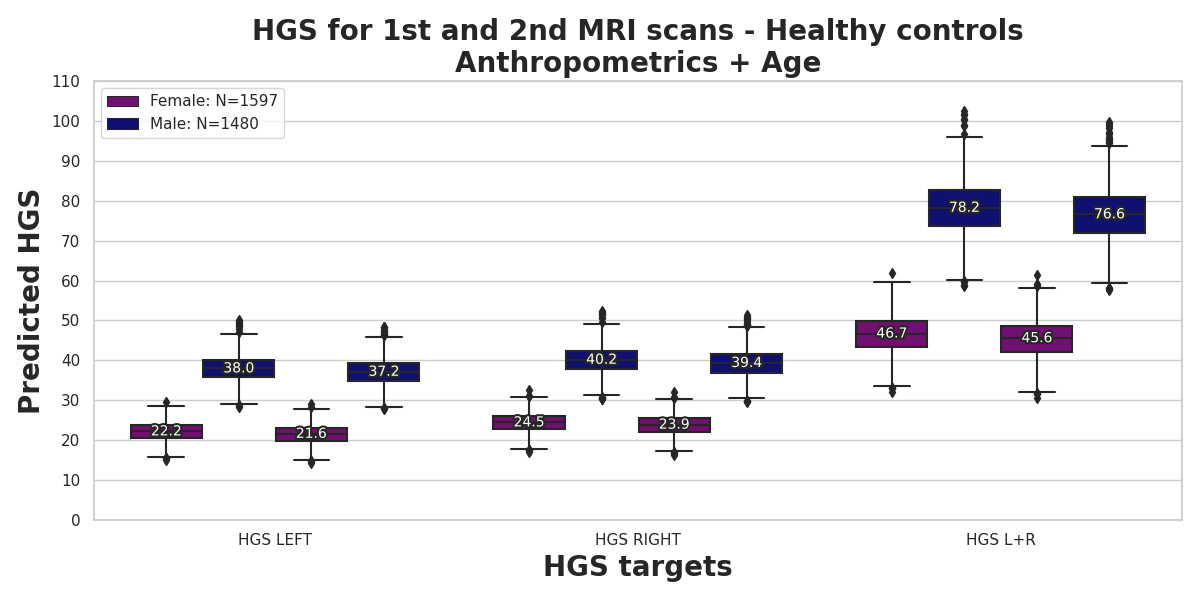 HGS for 1st and 2nd MRI scans - Healthy controls
Anthropometrics + Age
Predicted HGS
110
100
90
80
70
60
50
40
30
20
10
0
Female: N=1597
Male: N=1480
22.2
38.0
21.6
37.2
24.5
40.2
23.9
39.4
46.7
78.2
45.6
76.6
HGS LEFT
HGS RIGHT
HGS L+R
HGS targets